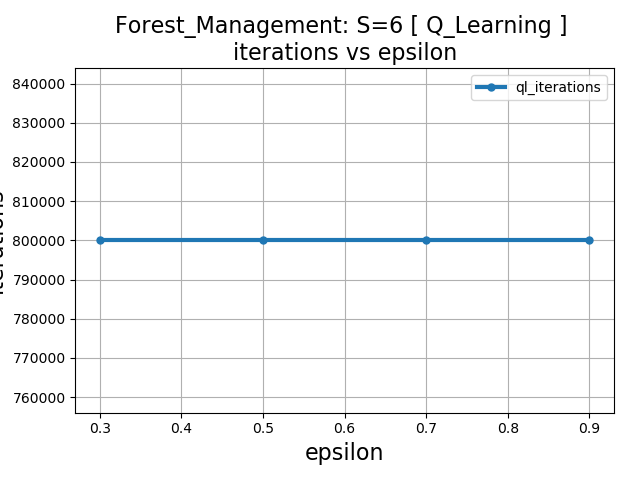 Forest_Management: S=6 [ Q_Learning ]
iterations vs epsilon
ql_iterations
840000
830000
820000
810000
800000
790000
780000
770000
760000
0.3 0.4 0.5 0.6 0.7 0.8 0.9
epsilon